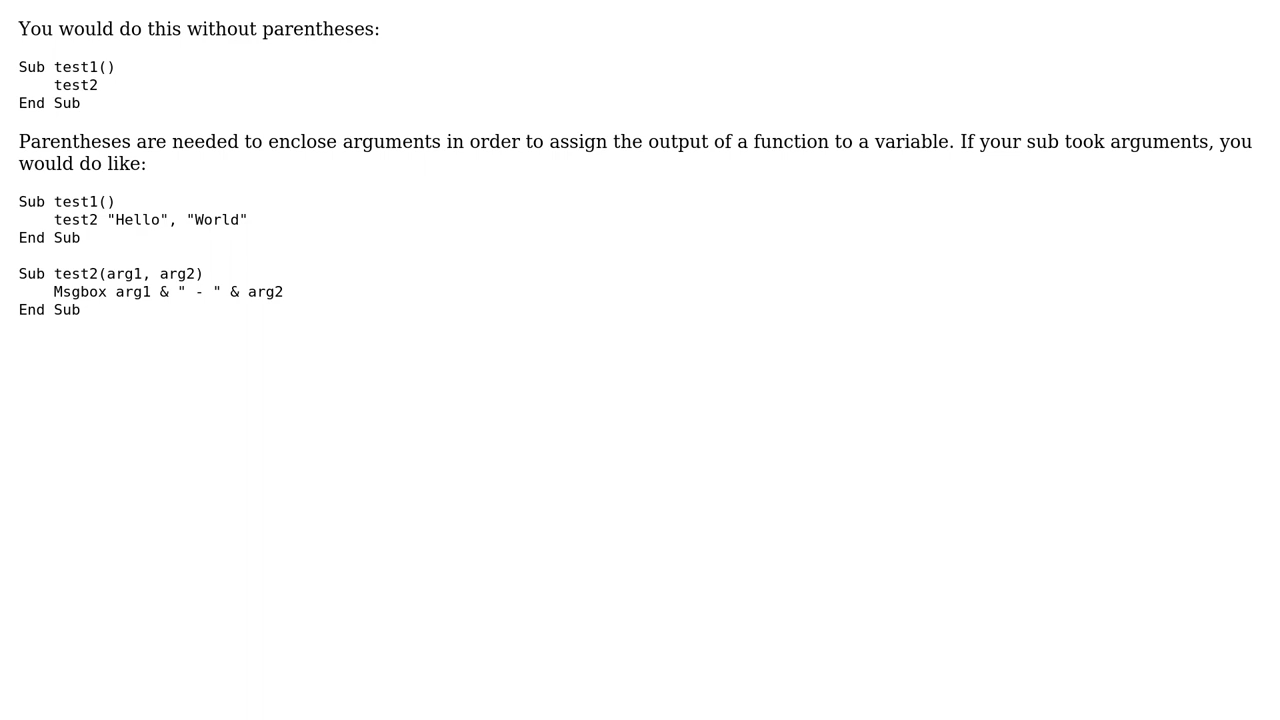 You would do this without parentheses:
Sub test1()
    test2
End Sub
Parentheses are needed to enclose arguments in order to assign the output of a function to a variable. If your sub took arguments, you
would do like:
Sub test1()
    test2 "Hello", "World"
End Sub
Sub test2(arg1, arg2)
    Msgbox arg1 & " - " & arg2
End Sub